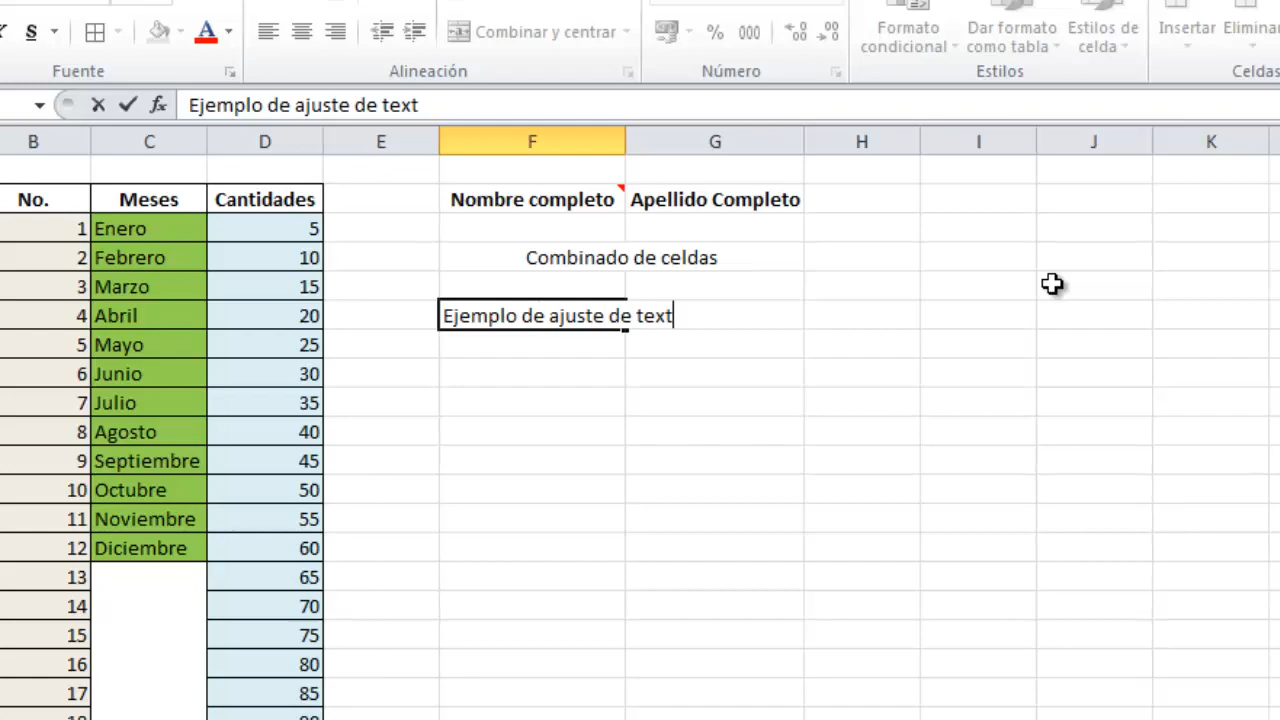 Formato condicional
Dar formato como tabla
Estilos de celda
Insertar
S
A
Combinar y centrar
%
000
Fuente
Alineación
Número
Estilos
Celdas
fx
Ejemplo de ajuste de text
B C D E F G H I J K
No. Meses Cantidades Nombre completo Apellido Completo
1 Enero 5
2 Febrero 10 Combinado de celdas
3 Marzo 15
4 Abril 20 Ejemplo de ajuste de text
5 Mayo 25
6 Junio 30
7 Julio 35
8 Agosto 40
9 Septiembre 45
10 Octubre 50
11 Noviembre 55
12 Diciembre 60
13 65
14 70
15 75
16 80
17 85